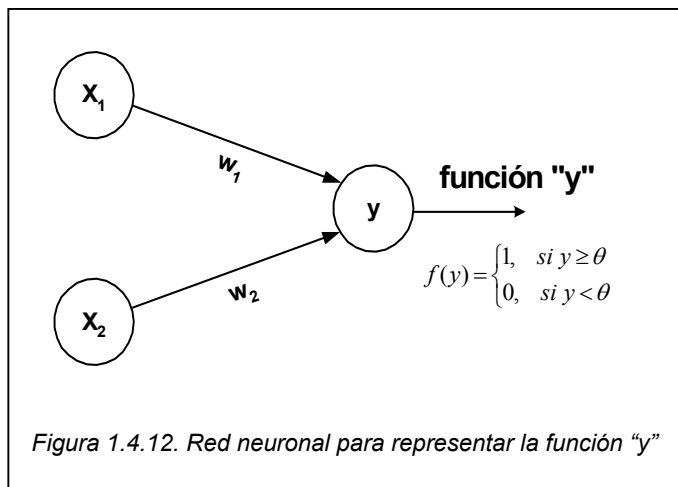 X₁
w₁
función "y"
y
f(y) = {1, si y ≥ θ
0, si y < θ
w₂
X₂
Figura 1.4.12. Red neuronal para representar la función “y”